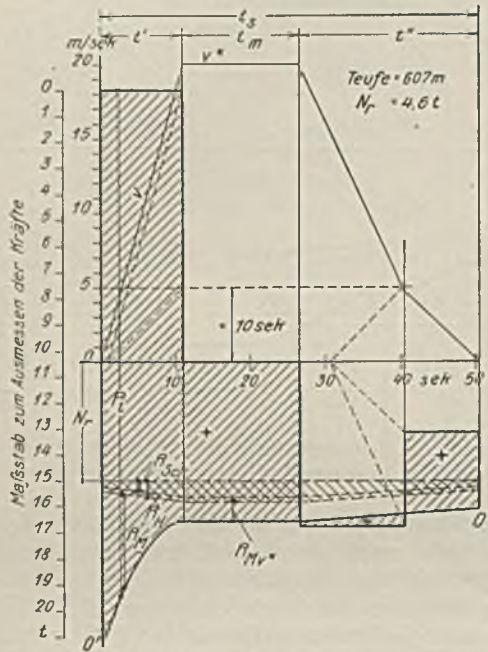 t_s
m/sek t' t_m t"
20 v"
Teufe = 607 m
N_r = 4,6 t
0
1
2
3
4
5
6
7
8
9
10
11
12
13
14
15
16
17
18
19
20
t
Maßstab zum Ausmessen der Kräfte
15
10
5
0
v
= 10 sek
10 20 30 40 sek 50
N_r
P_t
+
+
-
R_So
R_H
R_M
R_Mv"
0
0'